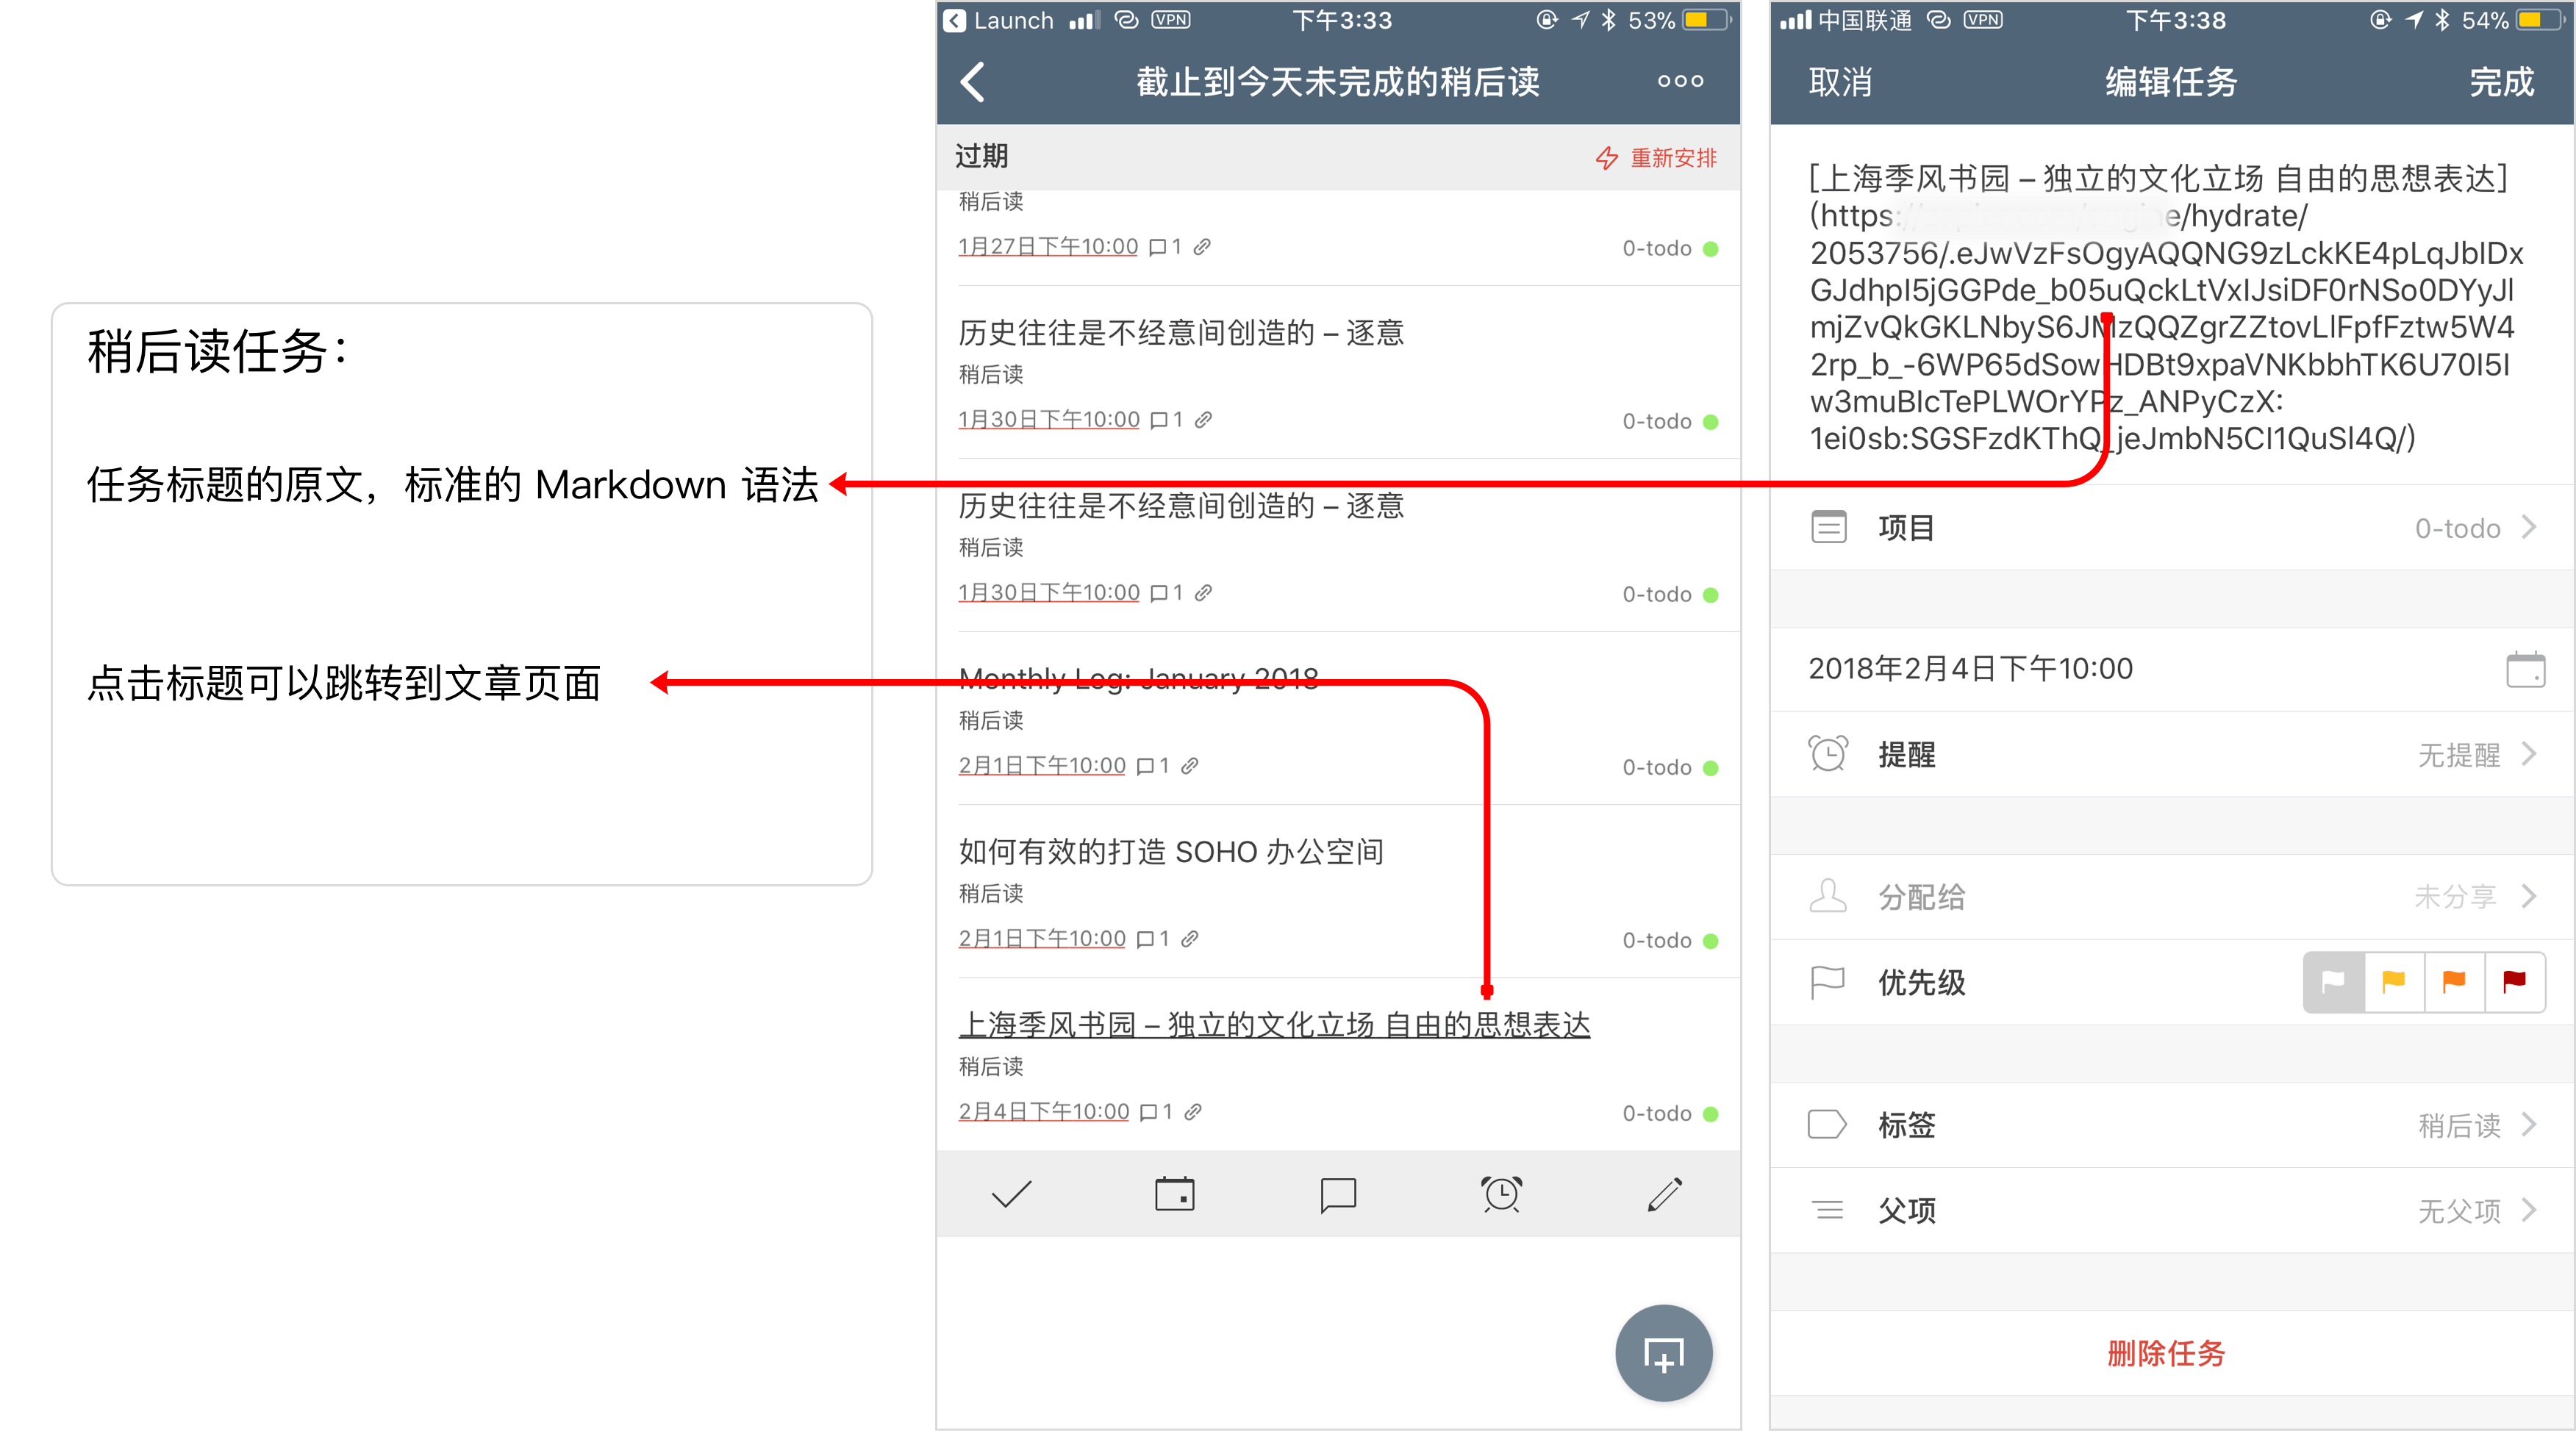 稍后读任务：
任务标题的原文，标准的 Markdown 语法
点击标题可以跳转到文章页面
Launch VPN 下午3:33 53%
截止到今天未完成的稍后读
过期 重新安排
稍后读
1月27日下午10:00 1 0-todo
历史往往是不经意间创造的 – 逐意
稍后读
1月30日下午10:00 1 0-todo
历史往往是不经意间创造的 – 逐意
稍后读
1月30日下午10:00 1 0-todo
Monthly Log: January 2018
稍后读
2月1日下午10:00 1 0-todo
如何有效的打造 SOHO 办公空间
稍后读
2月1日下午10:00 1 0-todo
上海季风书园 – 独立的文化立场 自由的思想表达
稍后读
2月4日下午10:00 1 0-todo
中国联通 VPN 下午3:38 54%
取消 编辑任务 完成
[上海季风书园 – 独立的文化立场 自由的思想表达]
(https:/ e/hydrate/
2053756/.eJwVzFsOgyAQQNG9zLckKE4pLqJblDx
GJdhpI5jGGPde_b05uQckLtVxIJsiDF0rNSo0DYyJl
mjZvQkGKLNbyS6JMzQQZgrZZtovLlFpfFztw5W4
2rp_b_-6WP65dSowHDBt9xpaVNKbbhTK6U70I5I
w3muBIcTePLWOrYPz_ANPyCzX:
1ei0sb:SGSFzdKThQ_jeJmbN5CI1QuSl4Q/)
项目 0-todo
2018年2月4日下午10:00
提醒 无提醒
分配给 未分享
优先级
标签 稍后读
父项 无父项
删除任务